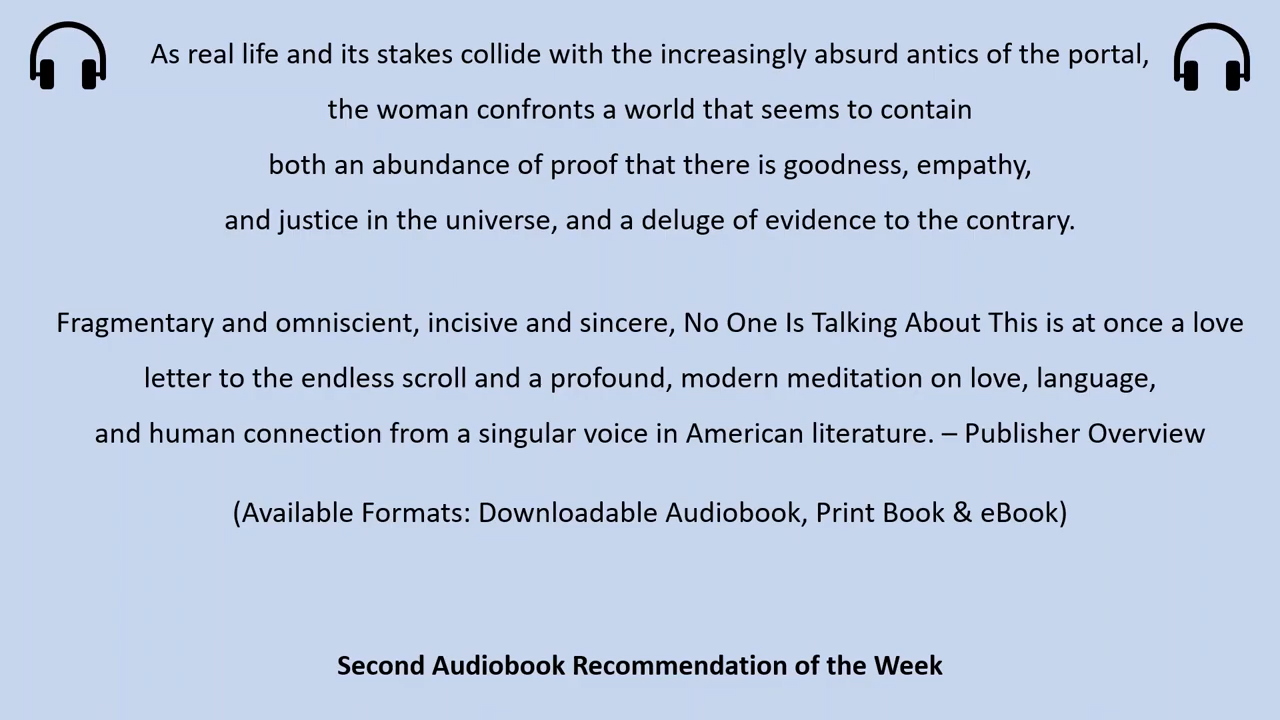 As real life and its stakes collide with the increasingly absurd antics of the portal,
the woman confronts a world that seems to contain
both an abundance of proof that there is goodness, empathy,
and justice in the universe, and a deluge of evidence to the contrary.
Fragmentary and omniscient, incisive and sincere, No One Is Talking About This is at once a love
letter to the endless scroll and a profound, modern meditation on love, language,
and human connection from a singular voice in American literature. – Publisher Overview
(Available Formats: Downloadable Audiobook, Print Book & eBook)
Second Audiobook Recommendation of the Week